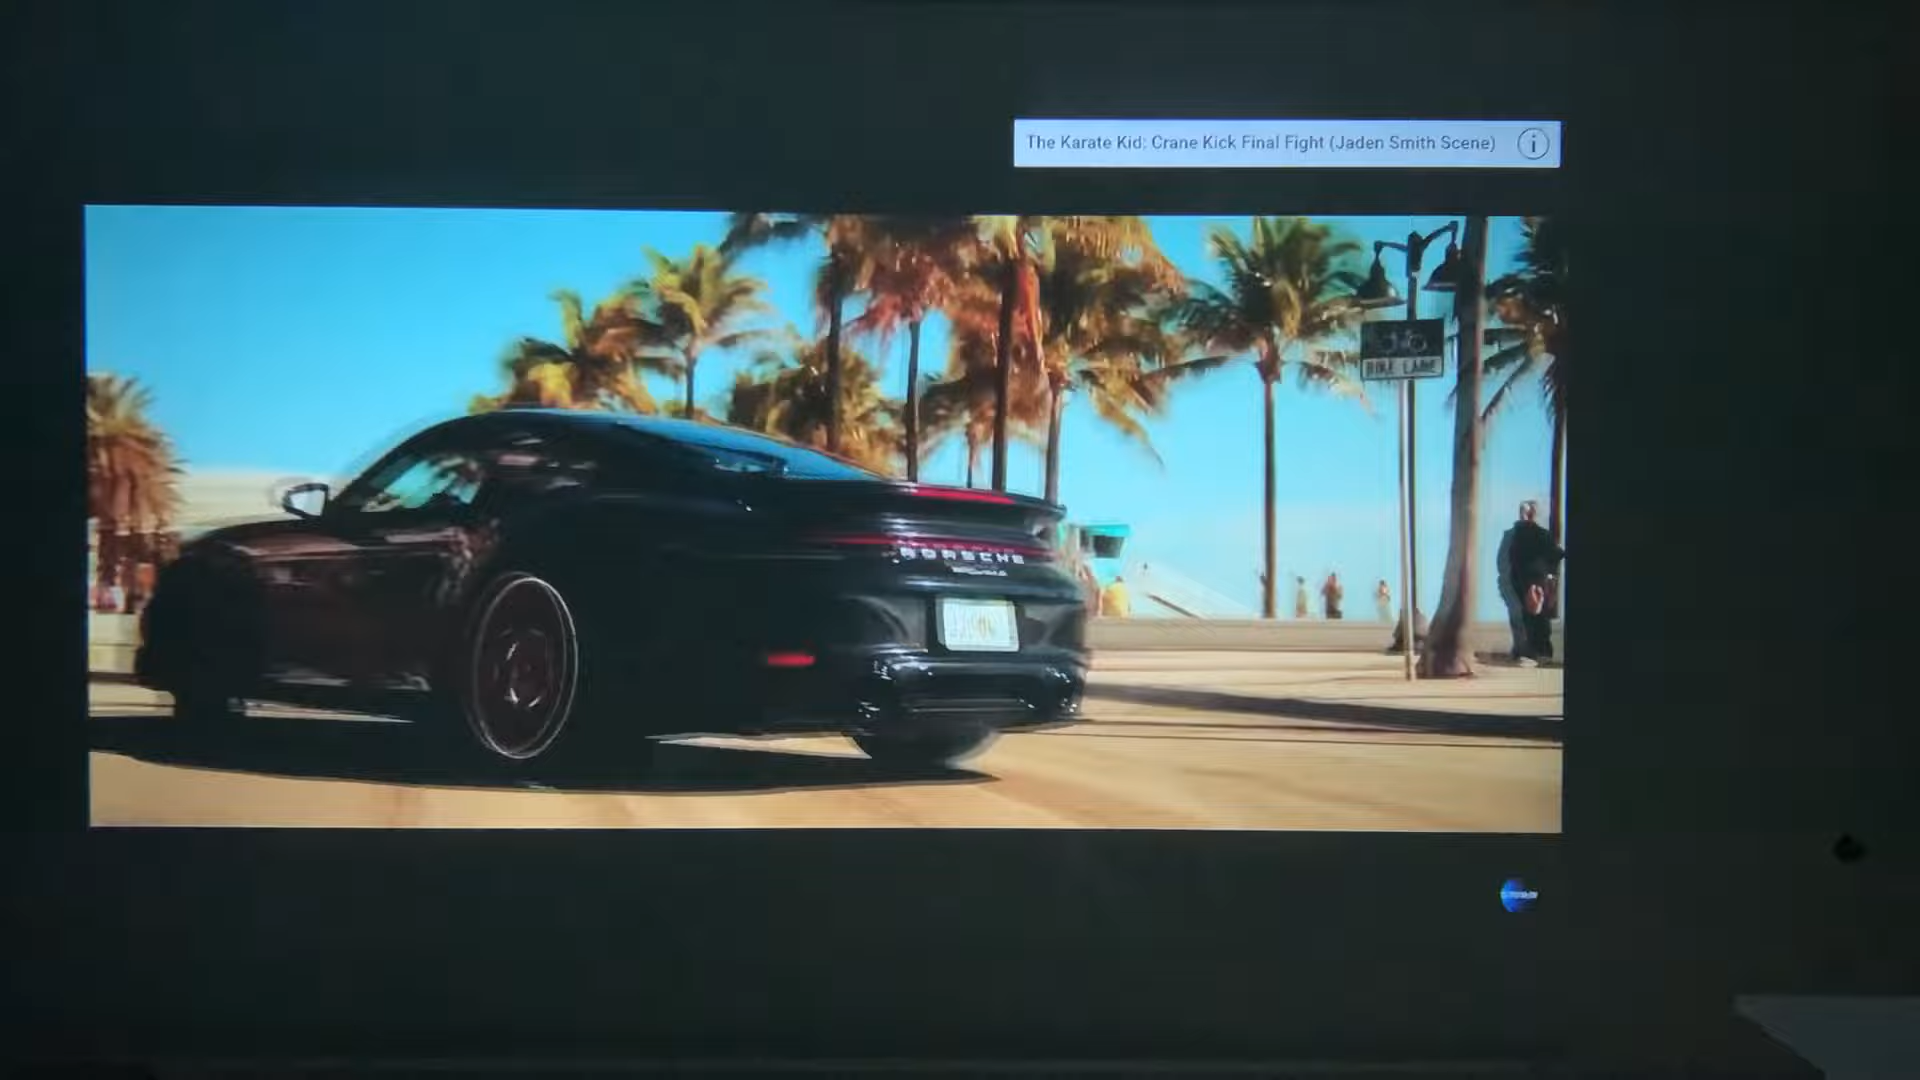 The Karate Kid: Crane Kick Final Fight (Jaden Smith Scene)
BIKE LANE
PORSCHE